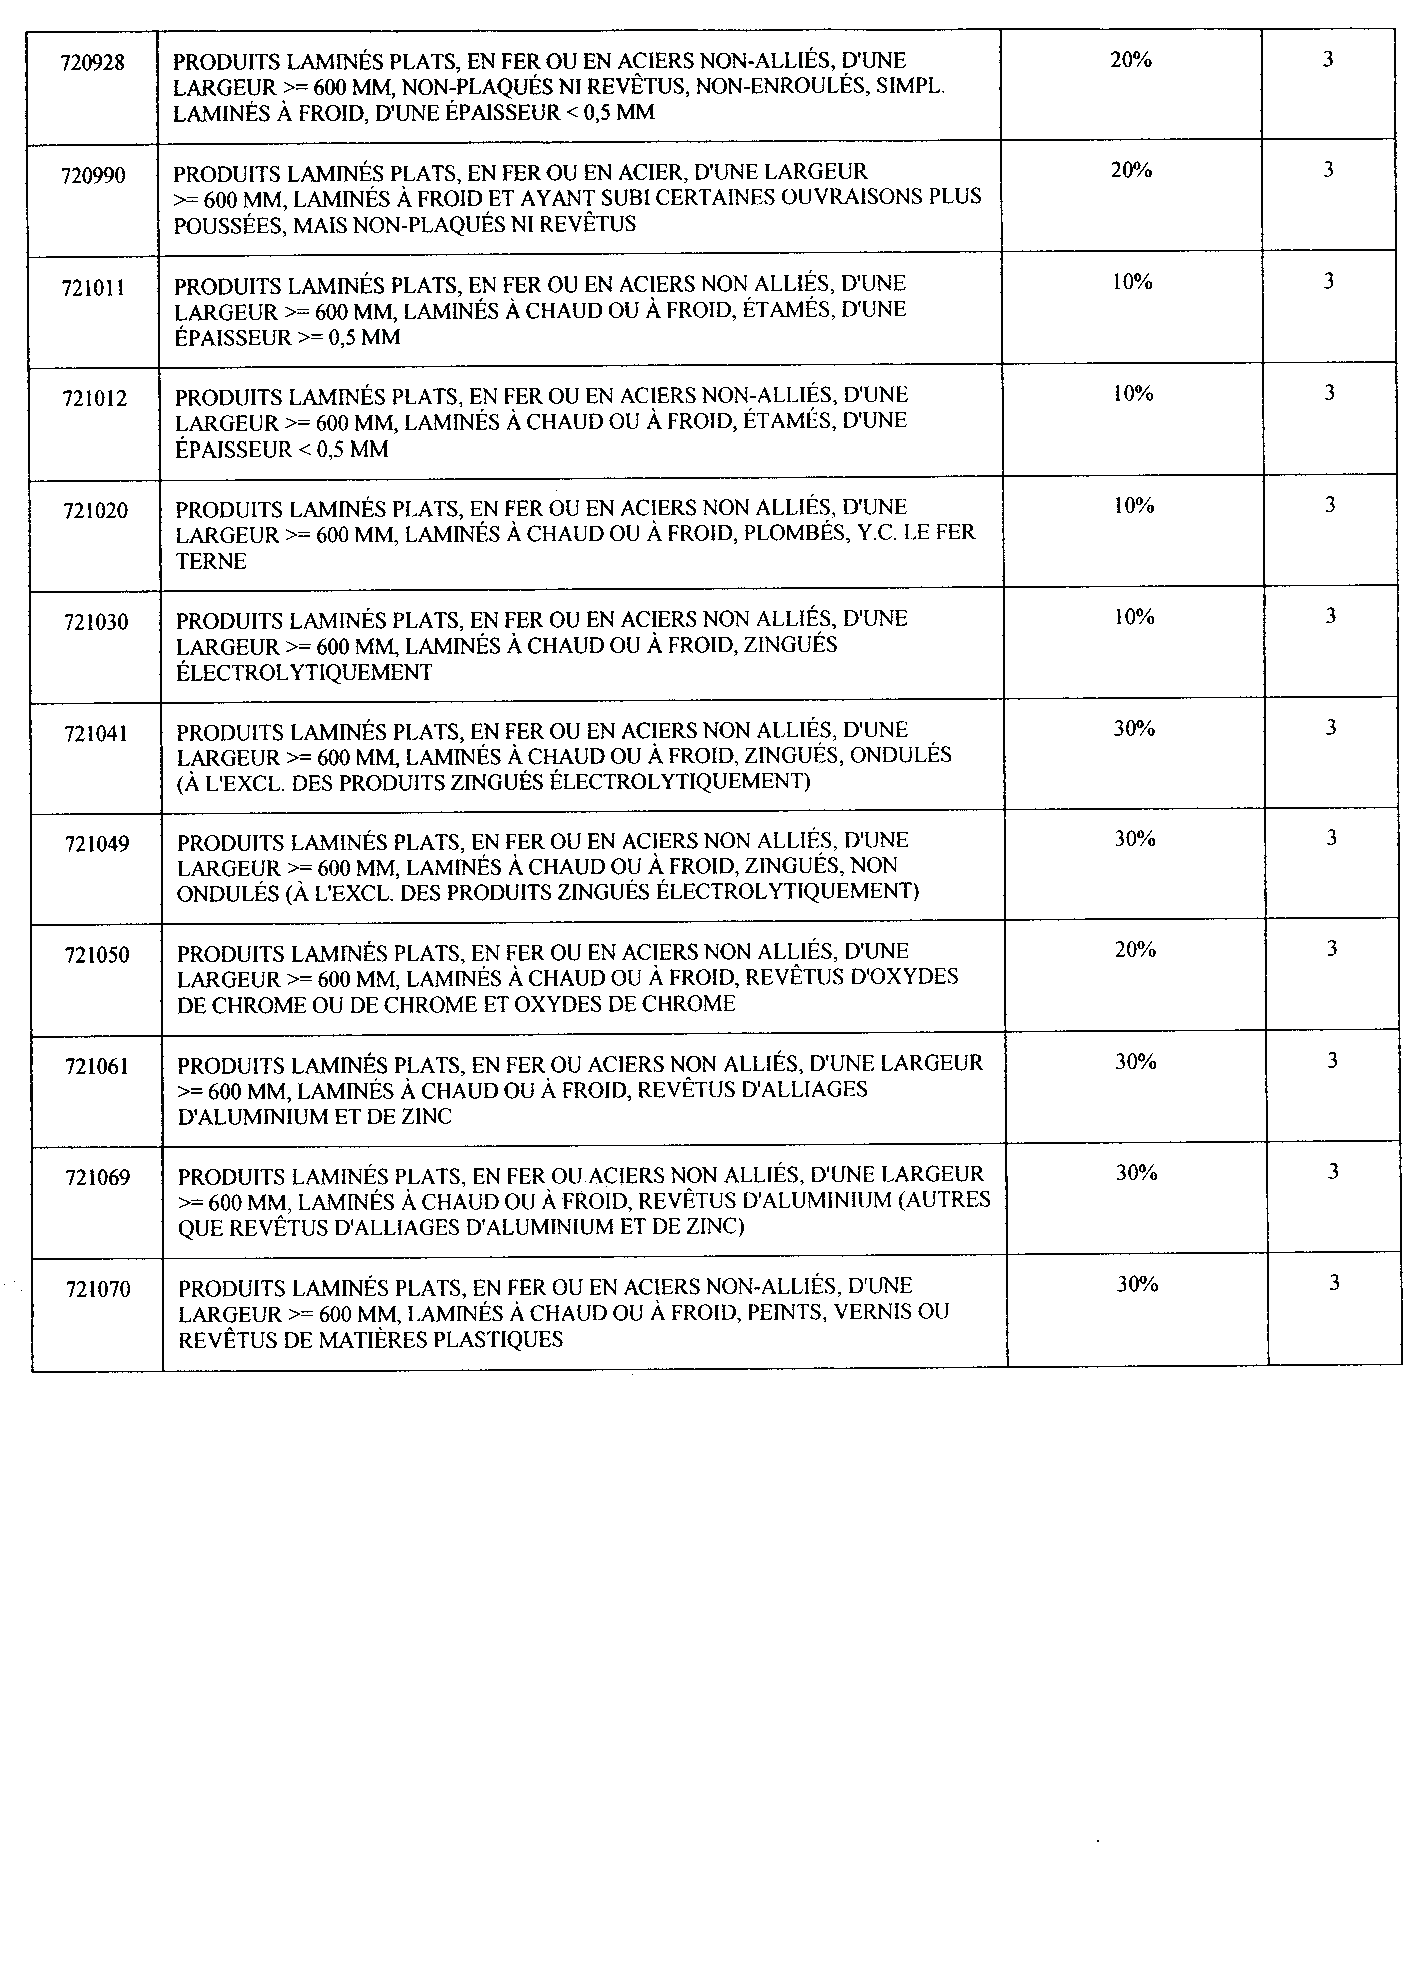 720928 PRODUITS LAMINÉS PLATS, EN FER OU EN ACIERS NON-ALLIÉS, D'UNE 20% 3
LARGEUR >= 600 MM, NON-PLAQUÉS NI REVÊTUS, NON-ENROULÉS, SIMPL.
LAMINÉS À FROID, D'UNE ÉPAISSEUR < 0,5 MM
720990 PRODUITS LAMINÉS PLATS, EN FER OU EN ACIER, D'UNE LARGEUR 20% 3
>= 600 MM, LAMINÉS À FROID ET AYANT SUBI CERTAINES OUVRAISONS PLUS
POUSSÉES, MAIS NON-PLAQUÉS NI REVÊTUS
721011 PRODUITS LAMINÉS PLATS, EN FER OU EN ACIERS NON ALLIÉS, D'UNE 10% 3
LARGEUR >= 600 MM, LAMINÉS À CHAUD OU À FROID, ÉTAMÉS, D'UNE
ÉPAISSEUR >= 0,5 MM
721012 PRODUITS LAMINÉS PLATS, EN FER OU EN ACIERS NON-ALLIÉS, D'UNE 10% 3
LARGEUR >= 600 MM, LAMINÉS À CHAUD OU À FROID, ÉTAMÉS, D'UNE
ÉPAISSEUR < 0,5 MM
721020 PRODUITS LAMINÉS PLATS, EN FER OU EN ACIERS NON ALLIÉS, D'UNE 10% 3
LARGEUR >= 600 MM, LAMINÉS À CHAUD OU À FROID, PLOMBÉS, Y.C. LE FER
TERNE
721030 PRODUITS LAMINÉS PLATS, EN FER OU EN ACIERS NON ALLIÉS, D'UNE 10% 3
LARGEUR >= 600 MM, LAMINÉS À CHAUD OU À FROID, ZINGUÉS
ÉLECTROLYTIQUEMENT
721041 PRODUITS LAMINÉS PLATS, EN FER OU EN ACIERS NON ALLIÉS, D'UNE 30% 3
LARGEUR >= 600 MM, LAMINÉS À CHAUD OU À FROID, ZINGUÉS, ONDULÉS
(À L'EXCL. DES PRODUITS ZINGUÉS ÉLECTROLYTIQUEMENT)
721049 PRODUITS LAMINÉS PLATS, EN FER OU EN ACIERS NON ALLIÉS, D'UNE 30% 3
LARGEUR >= 600 MM, LAMINÉS À CHAUD OU À FROID, ZINGUÉS, NON
ONDULÉS (À L'EXCL. DES PRODUITS ZINGUÉS ÉLECTROLYTIQUEMENT)
721050 PRODUITS LAMINÉS PLATS, EN FER OU EN ACIERS NON ALLIÉS, D'UNE 20% 3
LARGEUR >= 600 MM, LAMINÉS À CHAUD OU À FROID, REVÊTUS D'OXYDES
DE CHROME OU DE CHROME ET OXYDES DE CHROME
721061 PRODUITS LAMINÉS PLATS, EN FER OU ACIERS NON ALLIÉS, D'UNE LARGEUR 30% 3
>= 600 MM, LAMINÉS À CHAUD OU À FROID, REVÊTUS D'ALLIAGES
D'ALUMINIUM ET DE ZINC
721069 PRODUITS LAMINÉS PLATS, EN FER OU ACIERS NON ALLIÉS, D'UNE LARGEUR 30% 3
>= 600 MM, LAMINÉS À CHAUD OU À FROID, REVÊTUS D'ALUMINIUM (AUTRES
QUE REVÊTUS D'ALLIAGES D'ALUMINIUM ET DE ZINC)
721070 PRODUITS LAMINÉS PLATS, EN FER OU EN ACIERS NON-ALLIÉS, D'UNE 30% 3
LARGEUR >= 600 MM, LAMINÉS À CHAUD OU À FROID, PEINTS, VERNIS OU
REVÊTUS DE MATIÈRES PLASTIQUES